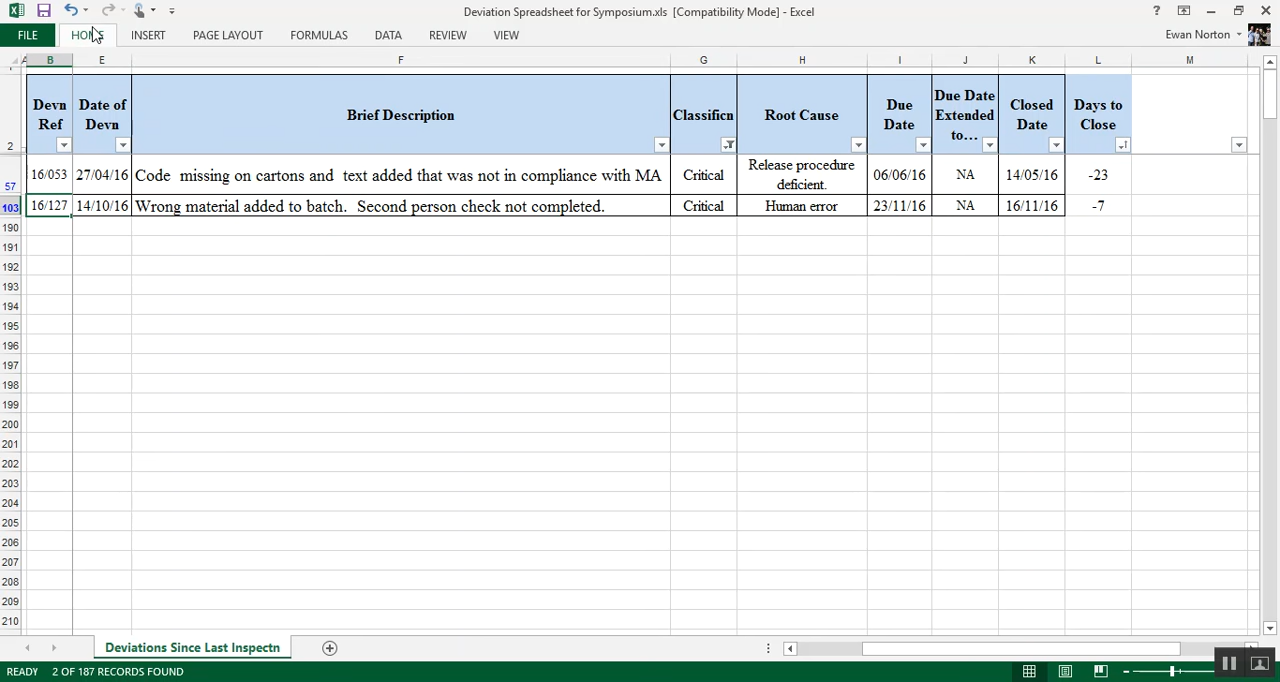 Deviation Spreadsheet for Symposium.xls [Compatibility Mode] - Excel
?
FILE HOME INSERT PAGE LAYOUT FORMULAS DATA REVIEW VIEW Ewan Norton
B E F G H I J K L M
2 Devn Ref Date of Devn Brief Description Classificn Root Cause Due Date Due Date Extended to... Closed Date Days to Close
57 16/053 27/04/16 Code missing on cartons and text added that was not in compliance with MA Critical Release procedure deficient. 06/06/16 NA 14/05/16 -23
103 16/127 14/10/16 Wrong material added to batch. Second person check not completed. Critical Human error 23/11/16 NA 16/11/16 -7
190
191
192
193
194
195
196
197
198
199
200
201
202
203
204
205
206
207
208
209
210
Deviations Since Last Inspectn
READY 2 OF 187 RECORDS FOUND